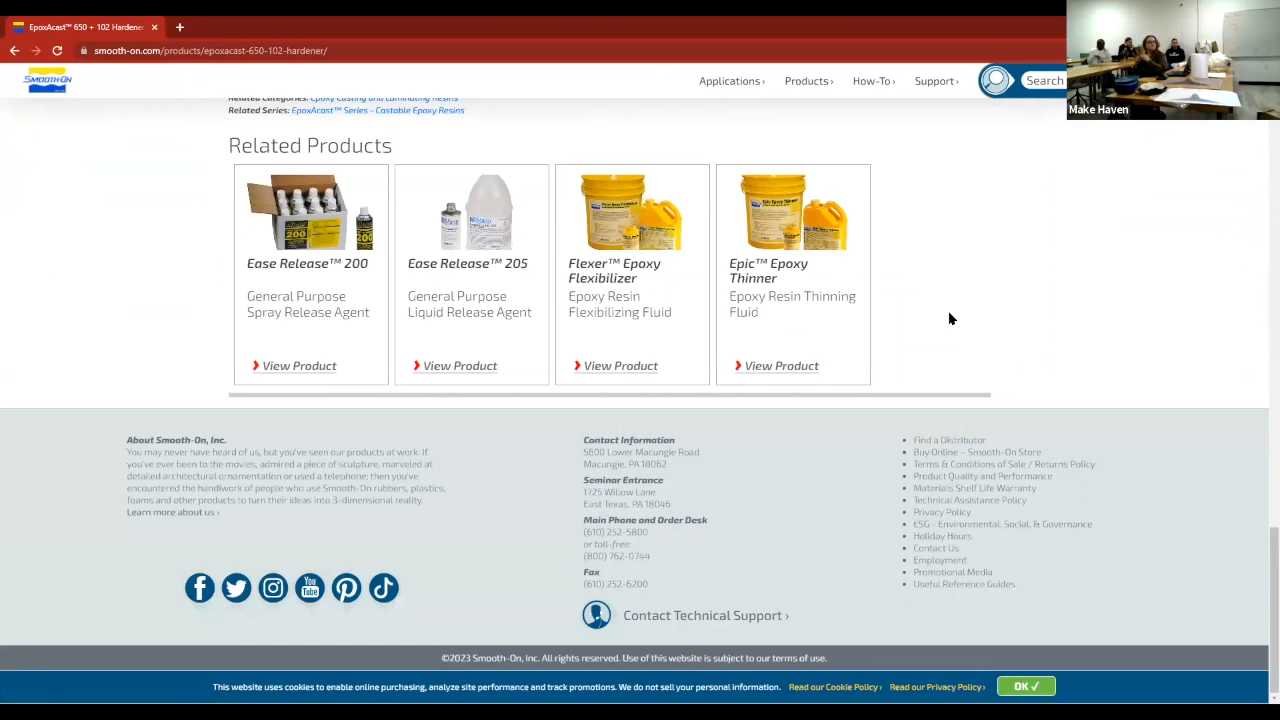 EpoxAcast™ 650 + 102 Hardener
smooth-on.com/products/epoxacast-650-102-hardener/
SMOOTH-ON
Applications ›
Products ›
How-To ›
Support ›
Search
Make Haven
Related Categories: Epoxy Casting and Laminating Resins
Related Series: EpoxAcast™ Series – Castable Epoxy Resins
Related Products
Ease Release™ 200
General Purpose
Spray Release Agent
View Product
Ease Release™ 205
General Purpose
Liquid Release Agent
View Product
Flexer™ Epoxy
Flexibilizer
Epoxy Resin
Flexibilizing Fluid
View Product
Epic™ Epoxy
Thinner
Epoxy Resin Thinning
Fluid
View Product
About Smooth-On, Inc.
You may never have heard of us, but you've seen our products at work. If
you've ever been to the movies, admired a piece of sculpture, marveled at
detailed architectural ornamentation or used a telephone; then you've
encountered the handwork of people who use Smooth-On rubbers, plastics,
foams and other products to turn their ideas into 3-dimensional reality.
Learn more about us ›
Contact Information
5600 Lower Macungie Road
Macungie, PA 18062
Seminar Entrance
1725 Willow Lane
East Texas, PA 18046
Main Phone and Order Desk
(610) 252-5800
or toll-free:
(800) 762-0744
Fax
(610) 252-6200
Contact Technical Support ›
Find a Distributor
Buy Online – Smooth-On Store
Terms & Conditions of Sale / Returns Policy
Product Quality and Performance
Materials Shelf Life Warranty
Technical Assistance Policy
Privacy Policy
ESG - Environmental, Social, & Governance
Holiday Hours
Contact Us
Employment
Promotional Media
Useful Reference Guides
©2023 Smooth-On, Inc. All rights reserved. Use of this website is subject to our terms of use.
This website uses cookies to enable online purchasing, analyze site performance and track promotions. We do not sell your personal information.
Read our Cookie Policy ›
Read our Privacy Policy ›
OK ✓